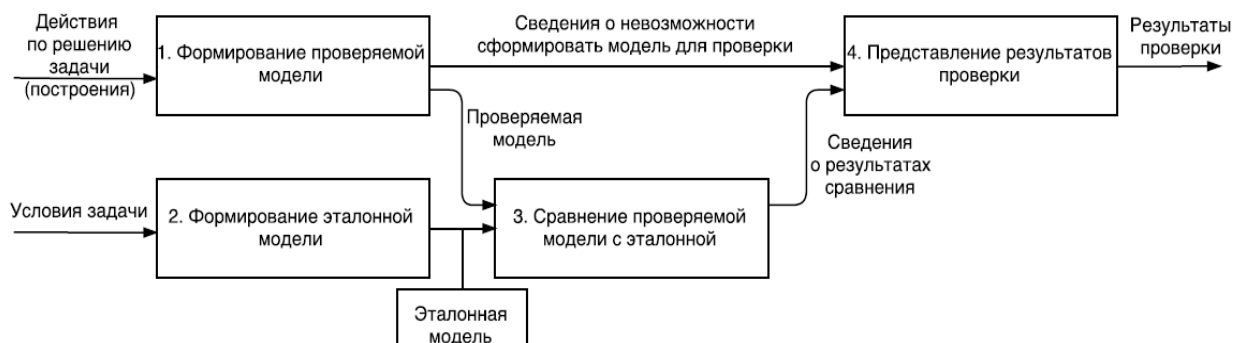 Действия
по решению
задачи
(построения)
1. Формирование проверяемой
модели
Сведения о невозможности
сформировать модель для проверки
4. Представление результатов
проверки
Результаты
проверки
Проверяемая
модель
Сведения
о результатах
сравнения
Условия задачи
2. Формирование эталонной
модели
3. Сравнение проверяемой
модели с эталонной
Эталонная
модель